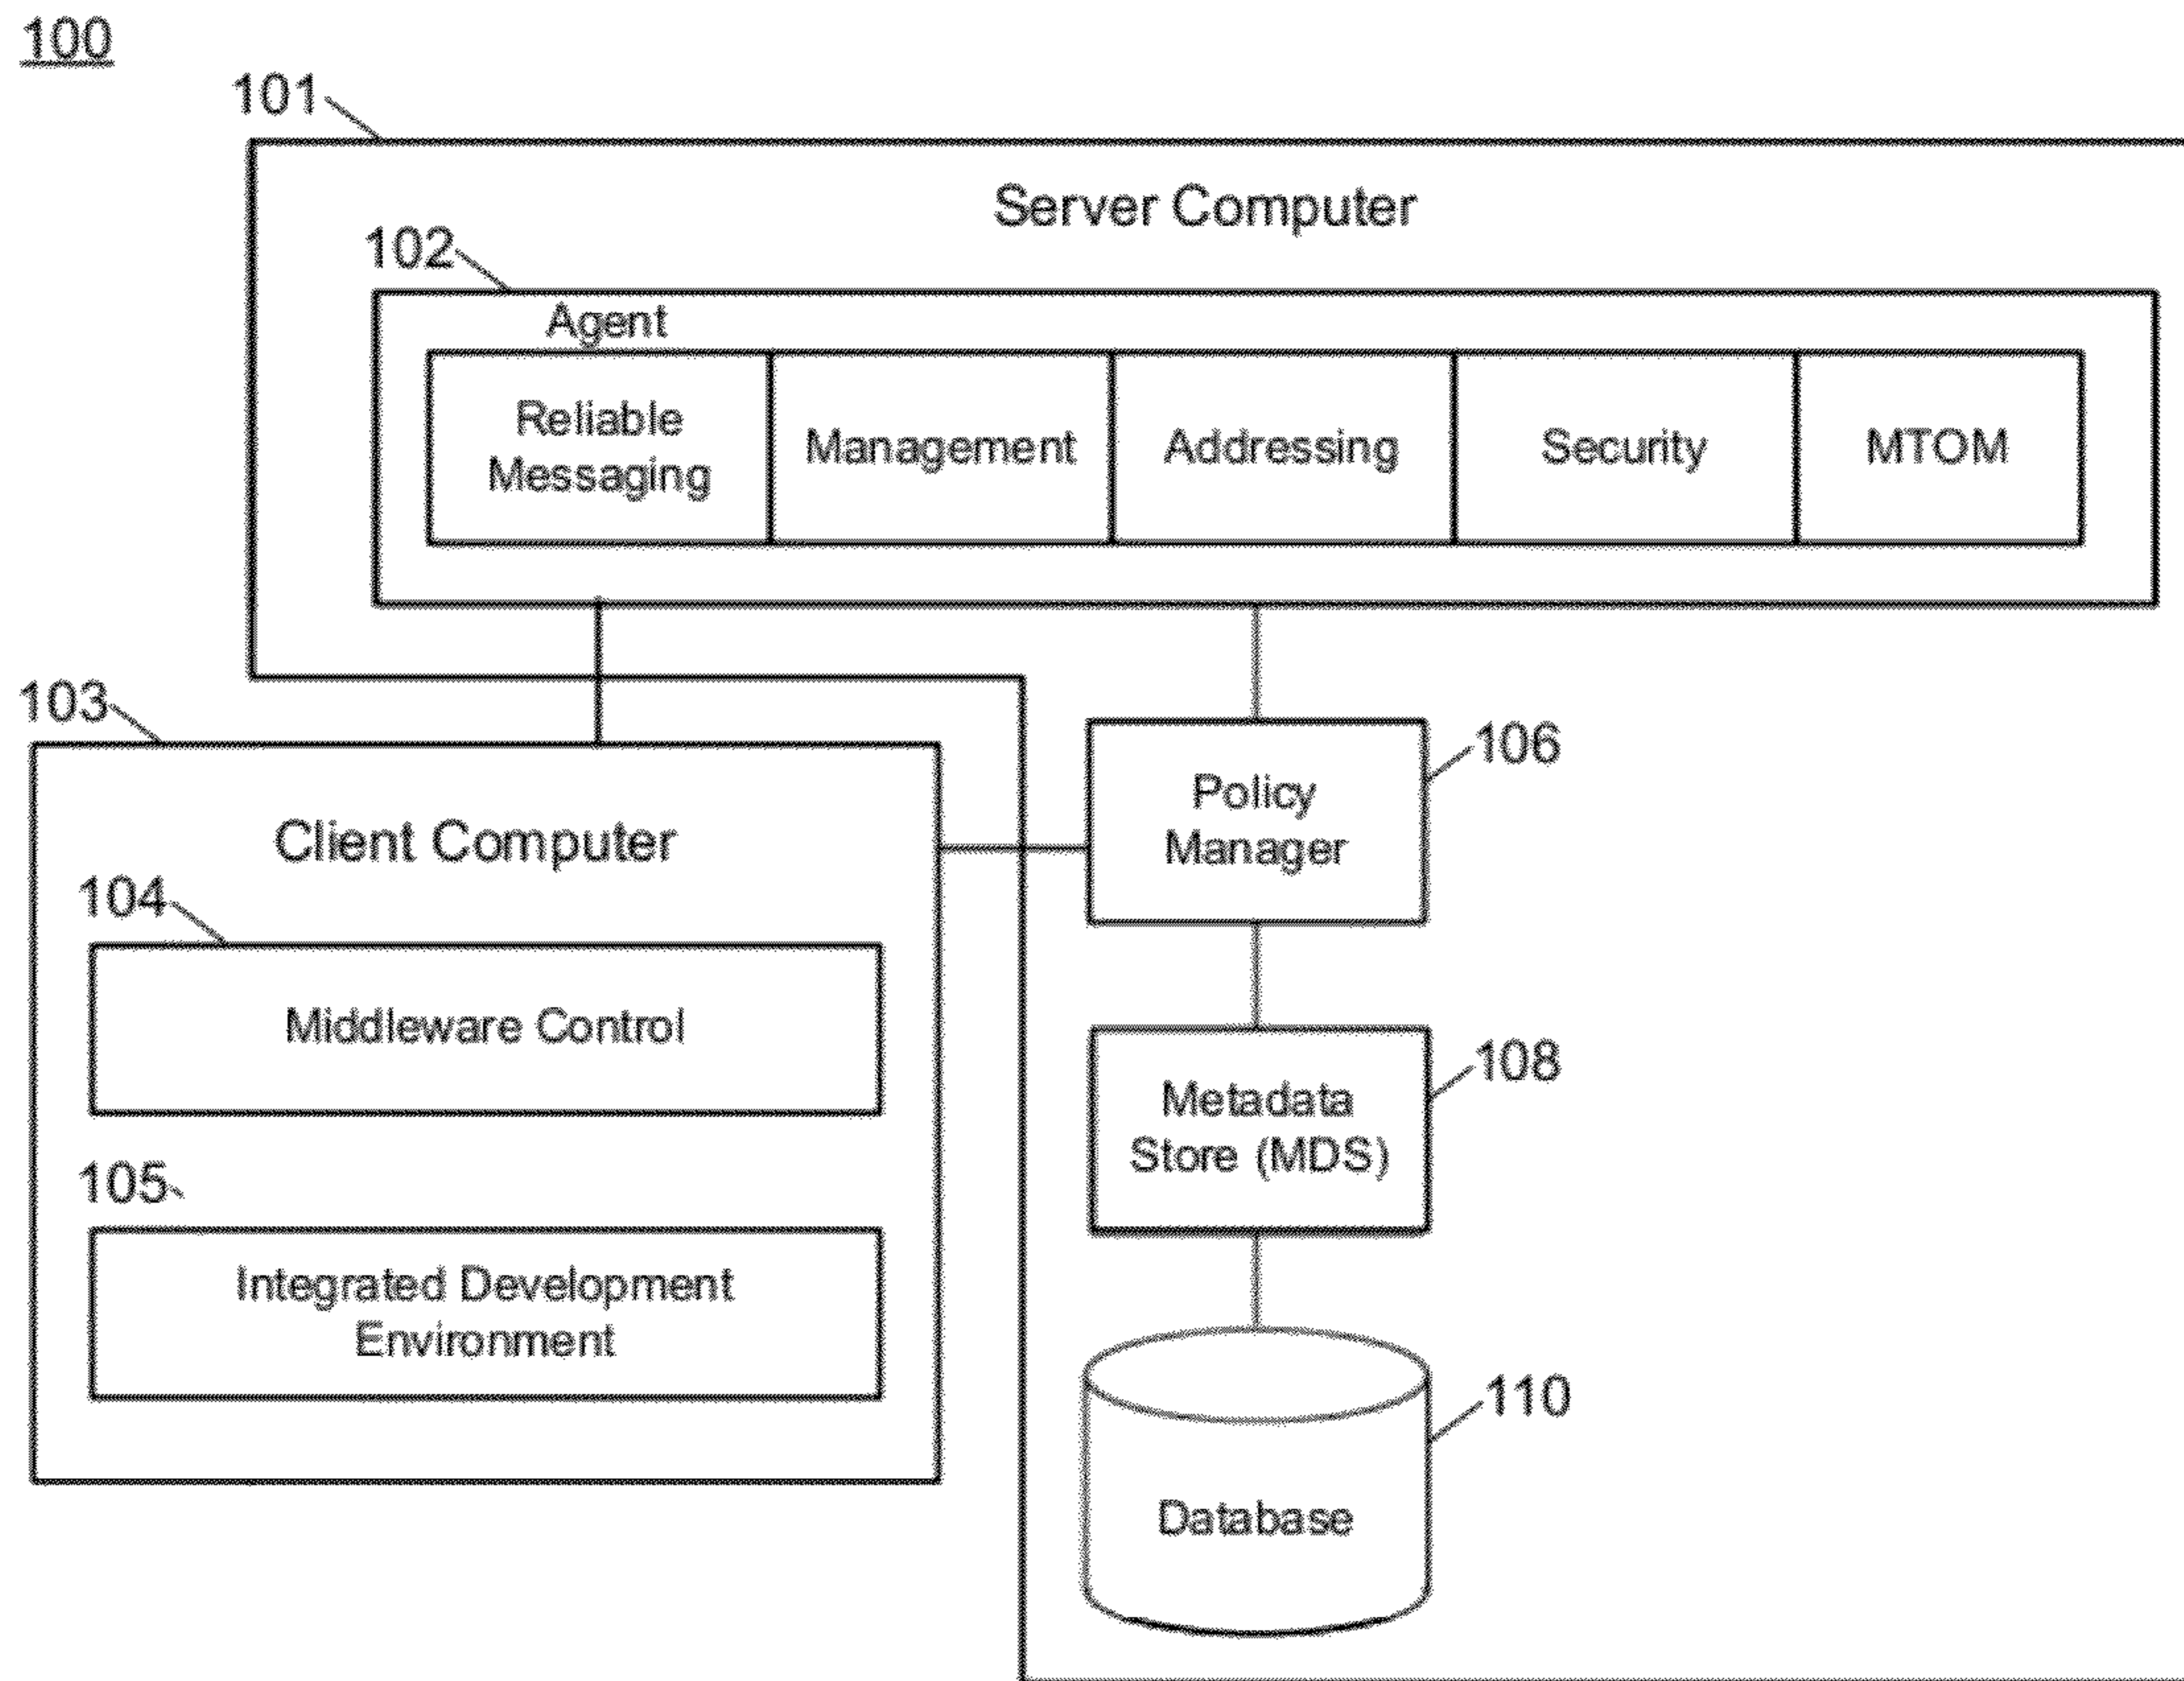 100
101
Server Computer
102
Agent
Reliable
Messaging
Management
Addressing
Security
MTOM
103
Client Computer
104
Middleware Control
105
Integrated Development
Environment
106
Policy
Manager
108
Metadata
Store (MDS)
110
Database